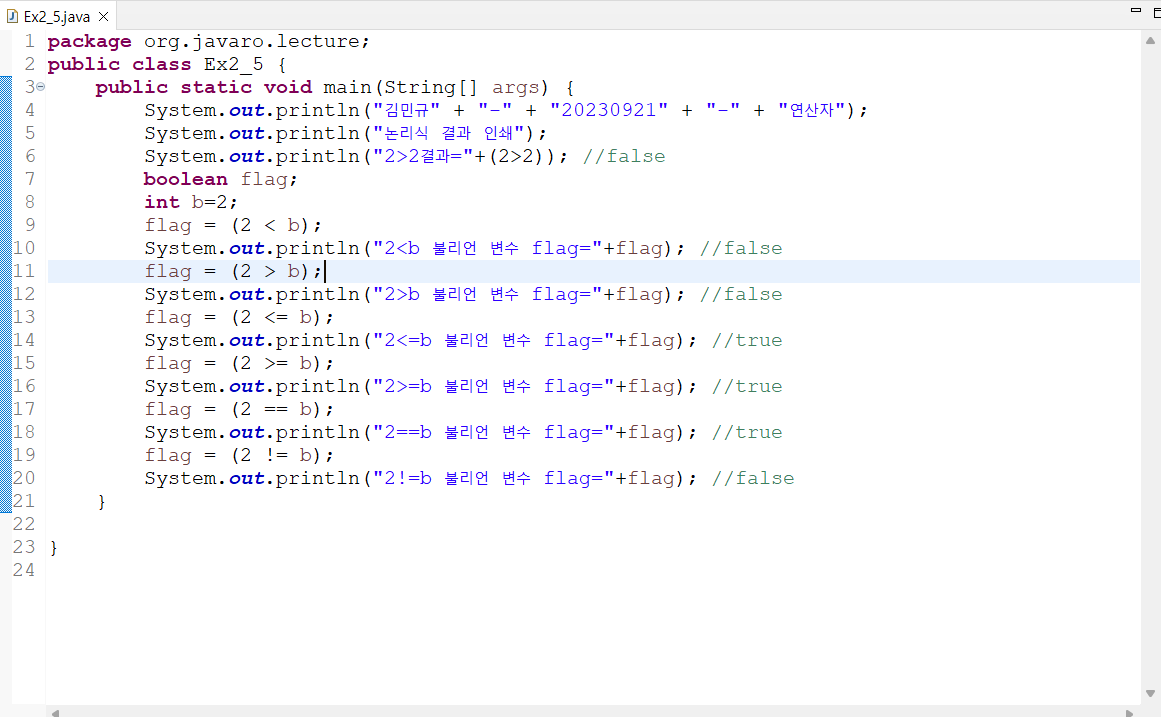 Ex2_5.java
1 package org.javaro.lecture;
2 public class Ex2_5 {
3 public static void main(String[] args) {
4 System.out.println("김민규" + "-" + "20230921" + "-" + "연산자");
5 System.out.println("논리식 결과 인쇄");
6 System.out.println("2>2결과="+(2>2)); //false
7 boolean flag;
8 int b=2;
9 flag = (2 < b);
10 System.out.println("2<b 불리언 변수 flag="+flag); //false
11 flag = (2 > b);
12 System.out.println("2>b 불리언 변수 flag="+flag); //false
13 flag = (2 <= b);
14 System.out.println("2<=b 불리언 변수 flag="+flag); //true
15 flag = (2 >= b);
16 System.out.println("2>=b 불리언 변수 flag="+flag); //true
17 flag = (2 == b);
18 System.out.println("2==b 불리언 변수 flag="+flag); //true
19 flag = (2 != b);
20 System.out.println("2!=b 불리언 변수 flag="+flag); //false
21 }
22
23 }
24